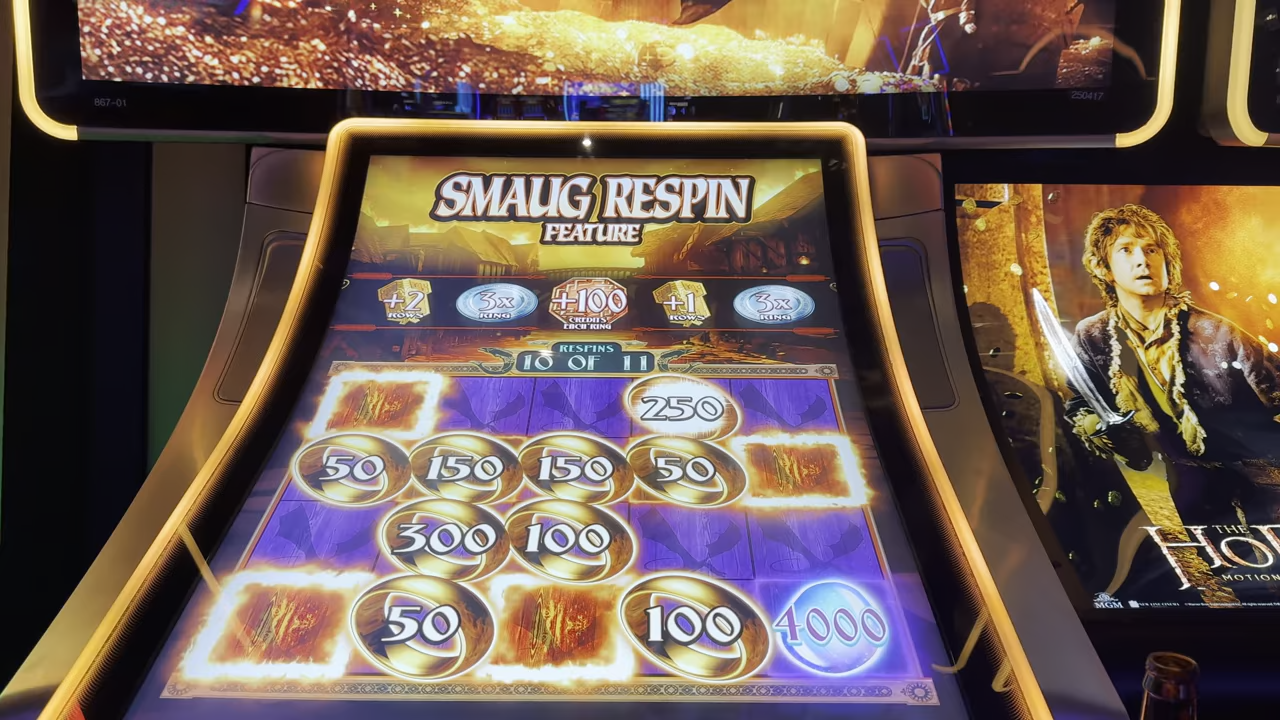 867-01
250417
SMAUG RESPIN
FEATURE
+2
ROWS
3x
RING
+100
CREDITS
EACH RING
+1
ROWS
3x
RING
RESPINS
10 OF 11
250
50 150 150 50
300 100
50 100 4000
THE
MOTION
MGM